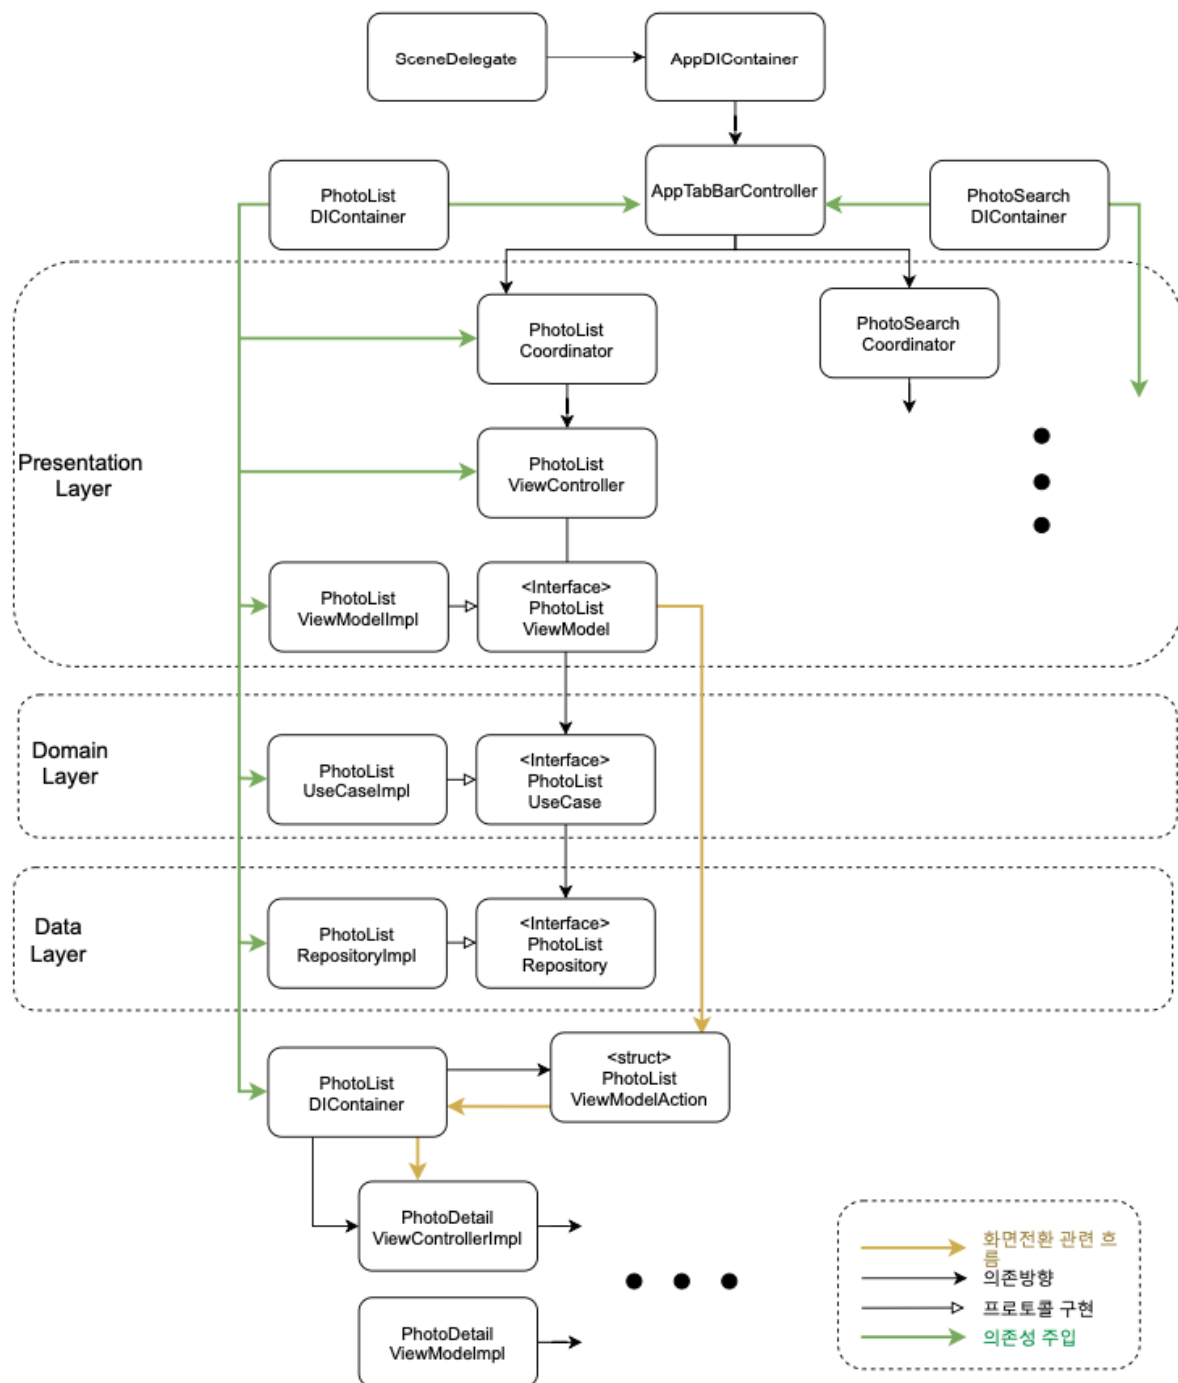 SceneDelegate
AppDIContainer
PhotoList
DIContainer
AppTabBarController
PhotoSearch
DIContainer
PhotoList
Coordinator
PhotoSearch
Coordinator
Presentation
Layer
PhotoList
ViewController
PhotoList
ViewModelImpl
<Interface>
PhotoList
ViewModel
Domain
Layer
PhotoList
UseCaseImpl
<Interface>
PhotoList
UseCase
Data
Layer
PhotoList
RepositoryImpl
<Interface>
PhotoList
Repository
PhotoList
DIContainer
<struct>
PhotoList
ViewModelAction
PhotoDetail
ViewControllerImpl
PhotoDetail
ViewModeImpl
화면전환 관련 흐
름
의존방향
프로토콜 구현
의존성 주입